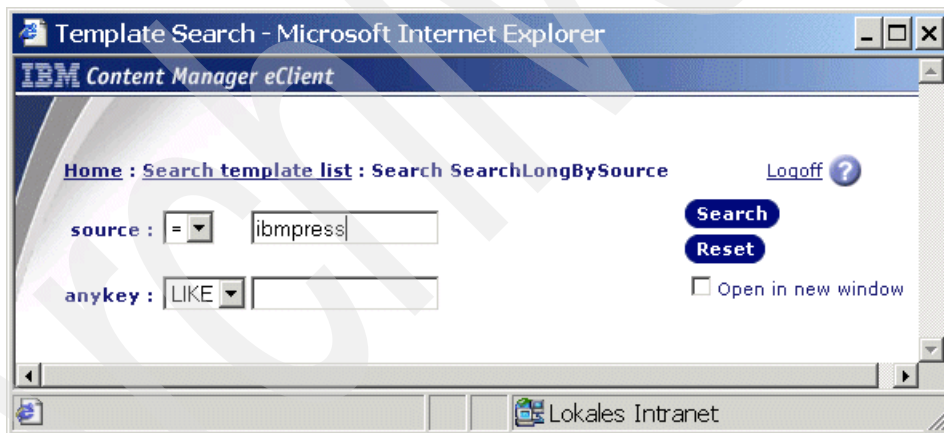 Template Search - Microsoft Internet Explorer
IBM Content Manager eClient
Home : Search template list : Search SearchLongBySource Logoff ?
source : = ibmpress Search
Reset
anykey : LIKE Open in new window
Lokales Intranet